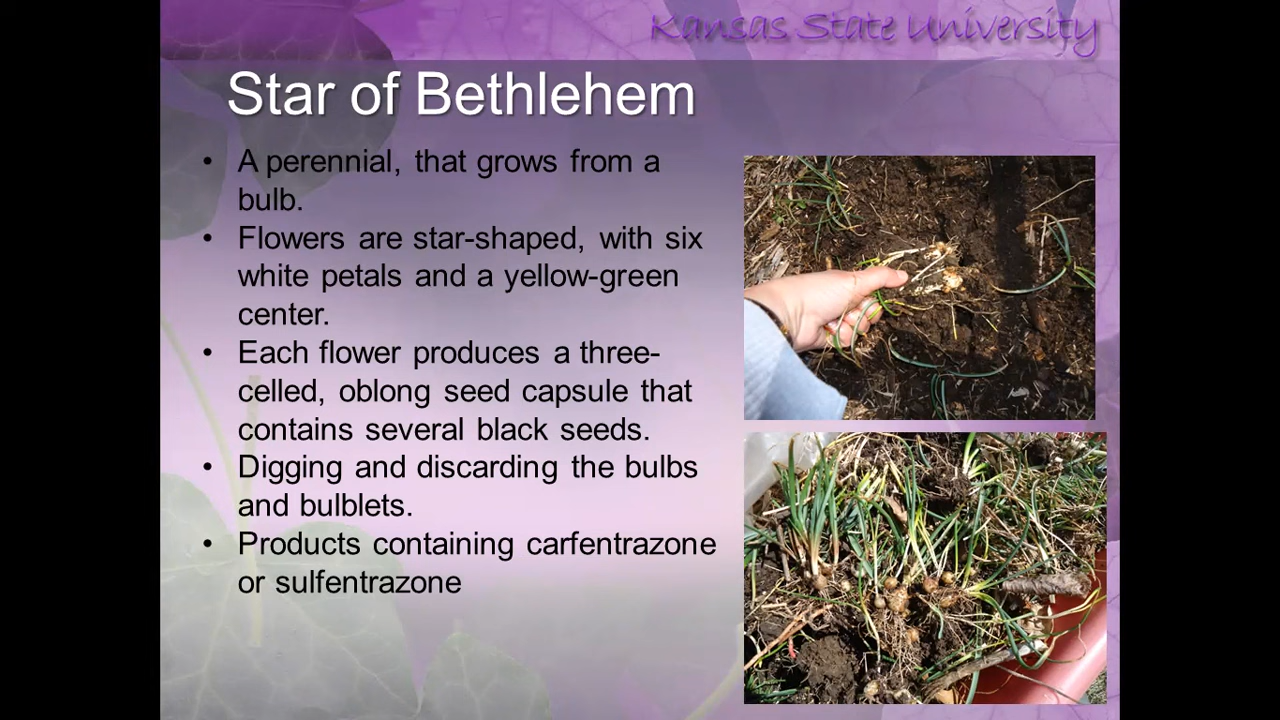 Kansas State University
Star of Bethlehem
• A perennial, that grows from a
bulb.
• Flowers are star-shaped, with six
white petals and a yellow-green
center.
• Each flower produces a three-
celled, oblong seed capsule that
contains several black seeds.
• Digging and discarding the bulbs
and bulblets.
• Products containing carfentrazone
or sulfentrazone